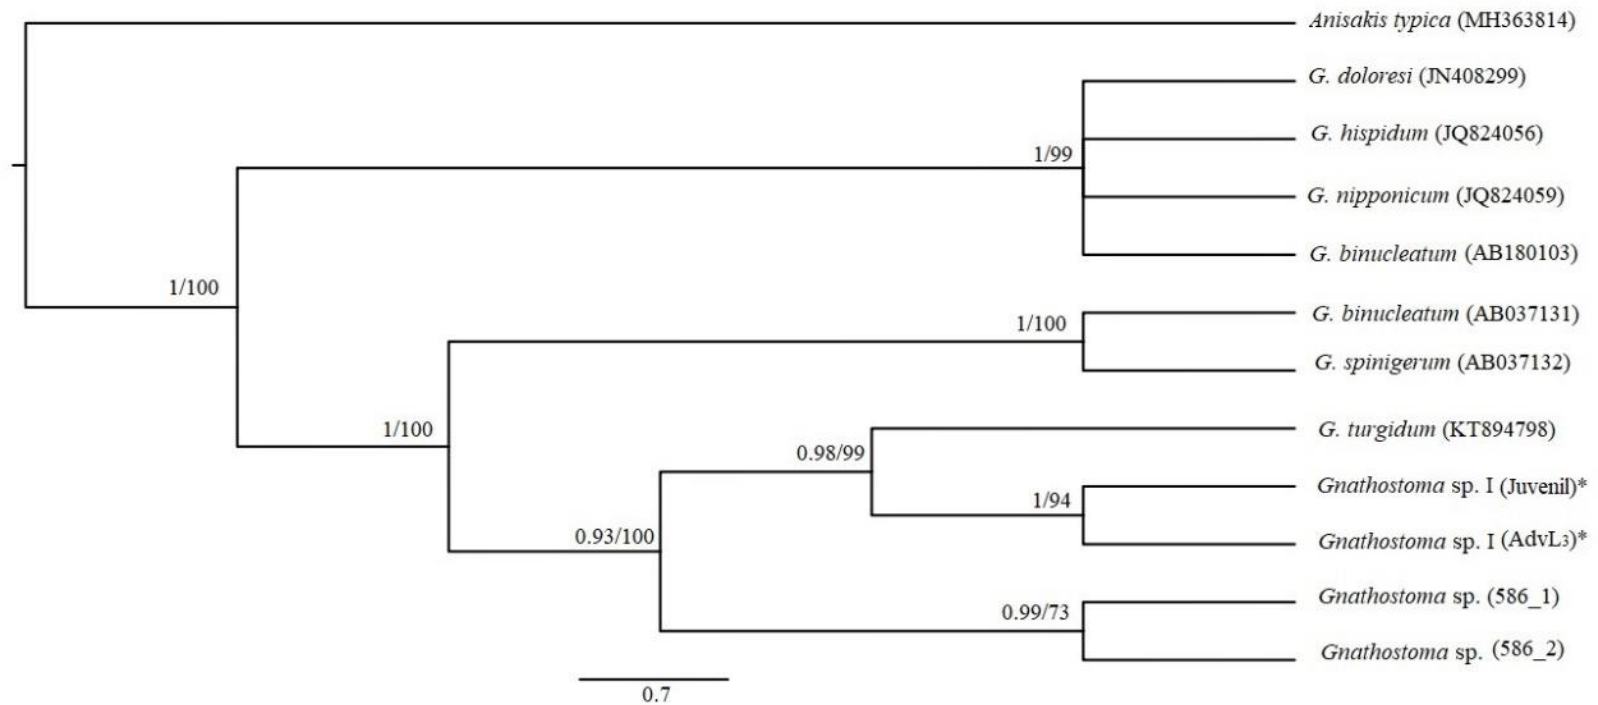 Anisakis typica (MH363814)
G. doloresi (JN408299)
G. hispidum (JQ824056)
1/99
G. nipponicum (JQ824059)
G. binucleatum (AB180103)
1/100
G. binucleatum (AB037131)
1/100
G. spinigerum (AB037132)
1/100
G. turgidum (KT894798)
0.98/99
Gnathostoma sp. I (Juvenil)*
1/94
Gnathostoma sp. I (AdvL3)*
0.93/100
Gnathostoma sp. (586_1)
0.99/73
Gnathostoma sp. (586_2)
0.7